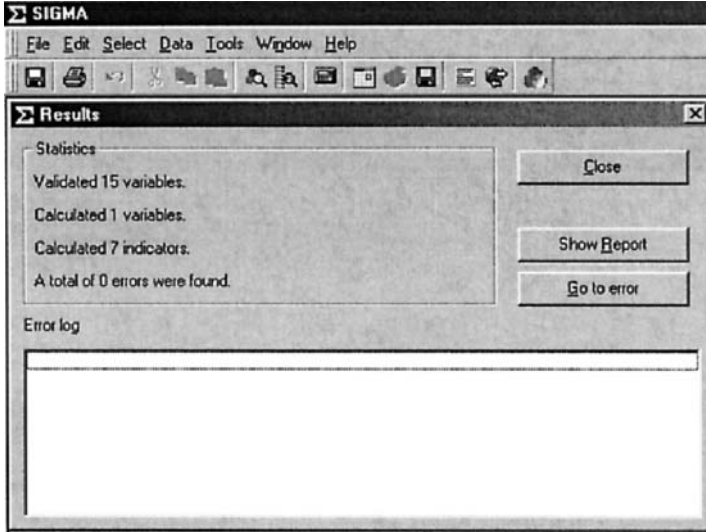 SIGMA
File Edit Select Data Tools Window Help
Results
Statistics
Validated 15 variables.
Calculated 1 variables.
Calculated 7 indicators.
A total of 0 errors were found.
Close
Show Report
Go to error
Error log